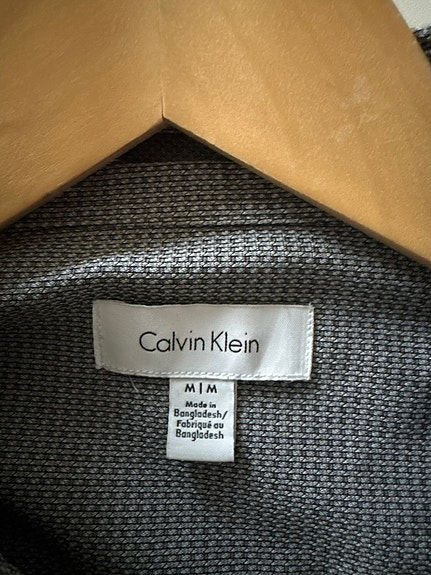 Calvin Klein
M|M
Made in
Bangladesh/
Fabriqué au
Bangladesh